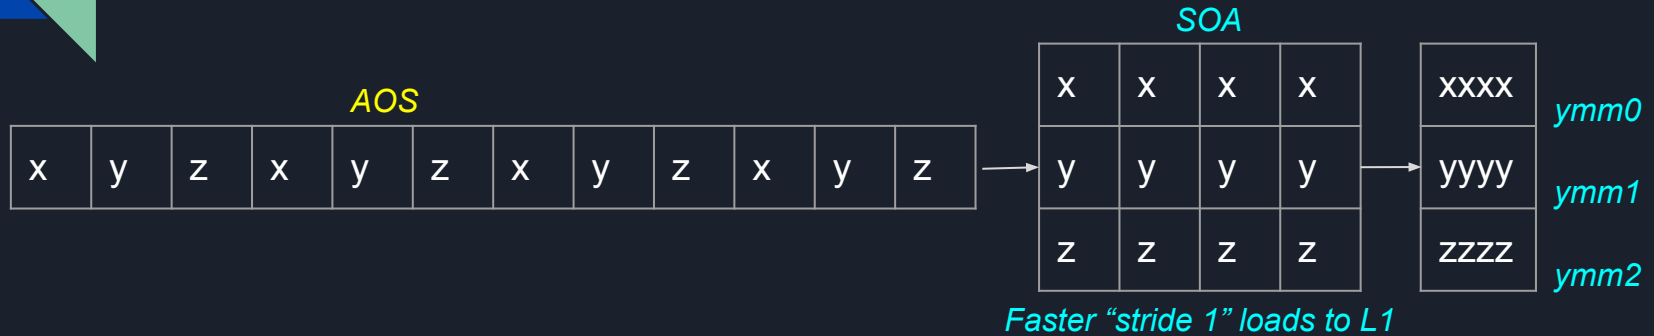 SOA
AOS
x y z x y z x y z x y z
x x x x
y y y y
z z z z
xxxx
yyyy
zzzz
ymm0
ymm1
ymm2
Faster “stride 1” loads to L1